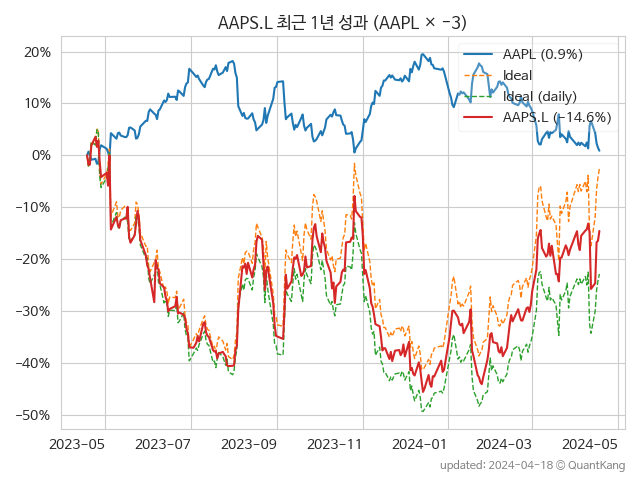 AAPS.L 최근 1년 성과 (AAPL × −3)
20%
10%
0%
−10%
−20%
−30%
−40%
−50%
AAPL (0.9%)
Ideal
Ideal (daily)
AAPS.L (−14.6%)
2023-05
2023-07
2023-09
2023-11
2024-01
2024-03
2024-05
updated: 2024-04-18 © QuantKang